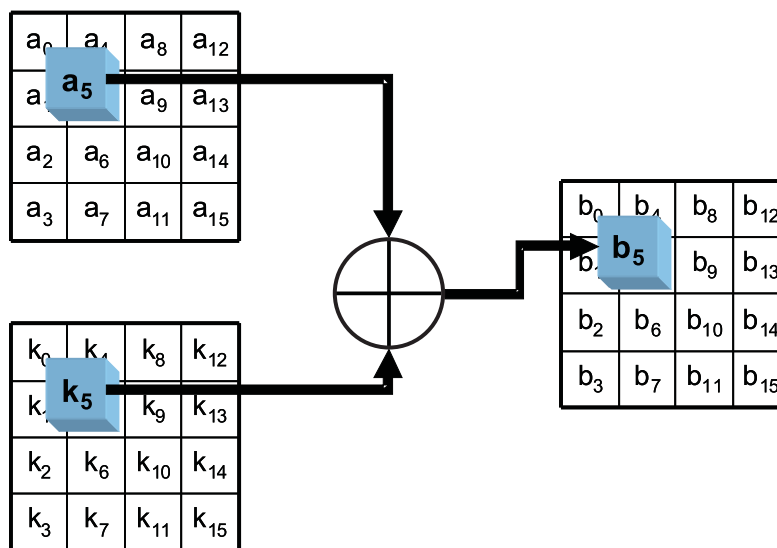 a₀ a₄ a₈ a₁₂
a₅ a₉ a₁₃
a₂ a₆ a₁₀ a₁₄
a₃ a₇ a₁₁ a₁₅
b₀ b₄ b₈ b₁₂
b₅ b₉ b₁₃
b₂ b₆ b₁₀ b₁₄
b₃ b₇ b₁₁ b₁₅
k₀ k₄ k₈ k₁₂
k₅ k₉ k₁₃
k₂ k₆ k₁₀ k₁₄
k₃ k₇ k₁₁ k₁₅